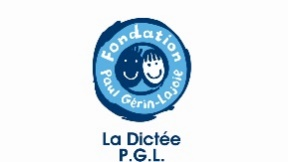 Fondation
Paul Gérin-Lajoie
La Dictée
P.G.L.